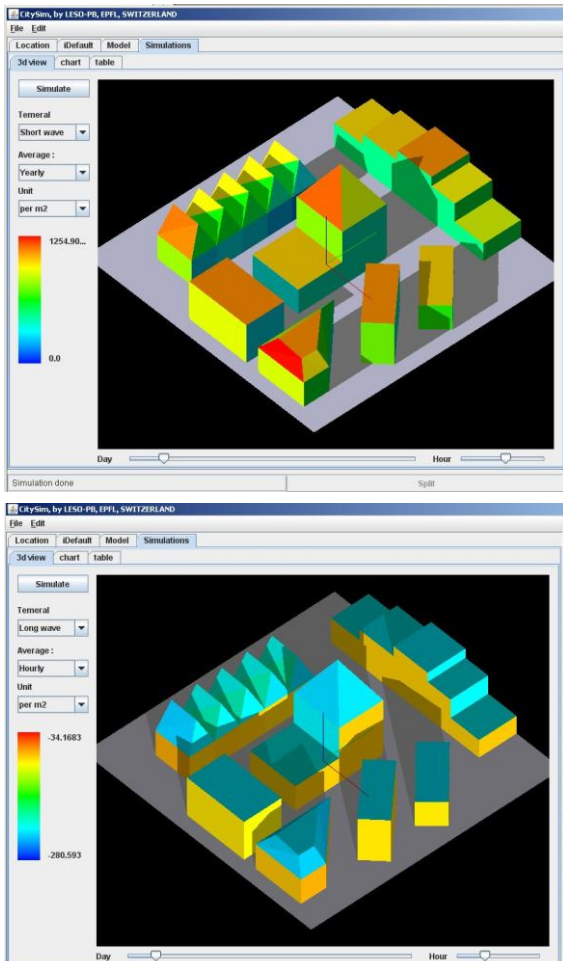 CitySim, by LESO-PB, EPFL, SWITZERLAND
File Edit
Location iDefault Model Simulations
3d view chart table
Simulate
Temeral
Short wave
Average :
Yearly
Unit
per m2
1254.90...
0.0
Day Hour
Simulation done Split
CitySim, by LESO-PB, EPFL, SWITZERLAND
File Edit
Location iDefault Model Simulations
3d view chart table
Simulate
Temeral
Long wave
Average :
Hourly
Unit
per m2
-34.1683
-280.593
Day Hour